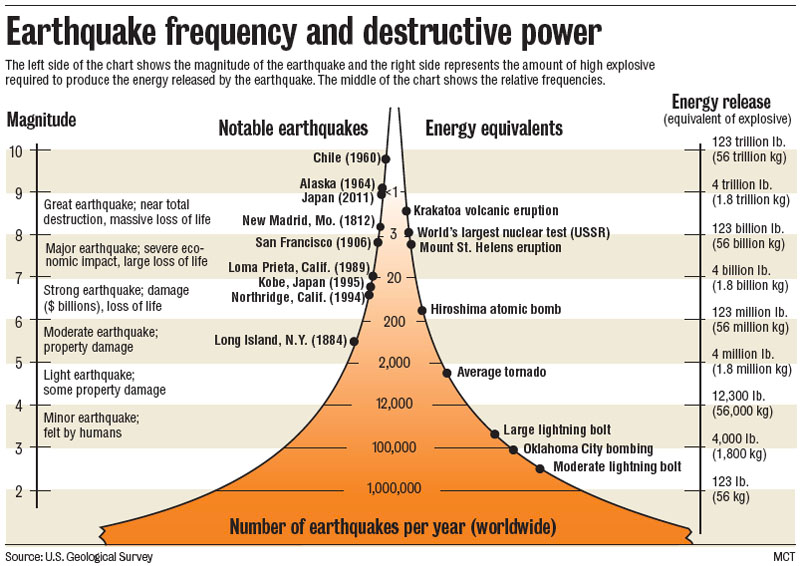 Earthquake frequency and destructive power
The left side of the chart shows the magnitude of the earthquake and the right side represents the amount of high explosive
required to produce the energy released by the earthquake. The middle of the chart shows the relative frequencies.
Magnitude
Notable earthquakes
Energy equivalents
Energy release
(equivalent of explosive)
10
9
8
7
6
5
4
3
2
Great earthquake; near total
destruction, massive loss of life
Major earthquake; severe eco-
nomic impact, large loss of life
Strong earthquake; damage
($ billions), loss of life
Moderate earthquake;
property damage
Light earthquake;
some property damage
Minor earthquake;
felt by humans
Chile (1960)
Alaska (1964)
Japan (2011)
New Madrid, Mo. (1812)
San Francisco (1906)
Loma Prieta, Calif. (1989)
Kobe, Japan (1995)
Northridge, Calif. (1994)
Long Island, N.Y. (1884)
<1
3
20
200
2,000
12,000
100,000
1,000,000
Krakatoa volcanic eruption
World's largest nuclear test (USSR)
Mount St. Helens eruption
Hiroshima atomic bomb
Average tornado
Large lightning bolt
Oklahoma City bombing
Moderate lightning bolt
123 trillion lb.
(56 trillion kg)
4 trillion lb.
(1.8 trillion kg)
123 billion lb.
(56 billion kg)
4 billion lb.
(1.8 billion kg)
123 million lb.
(56 million kg)
4 million lb.
(1.8 million kg)
12,300 lb.
(56,000 kg)
4,000 lb.
(1,800 kg)
123 lb.
(56 kg)
Number of earthquakes per year (worldwide)
Source: U.S. Geological Survey
MCT